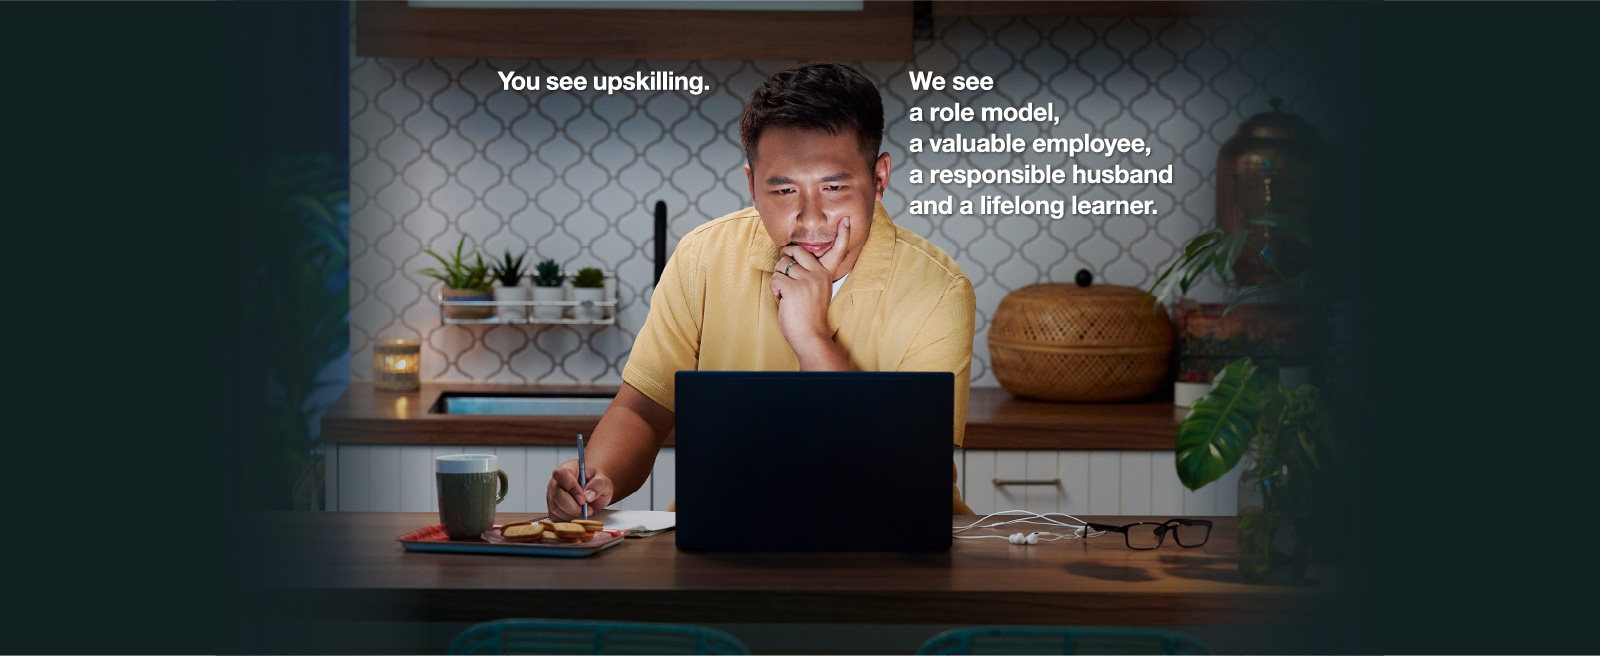 You see upskilling.
We see
a role model,
a valuable employee,
a responsible husband
and a lifelong learner.